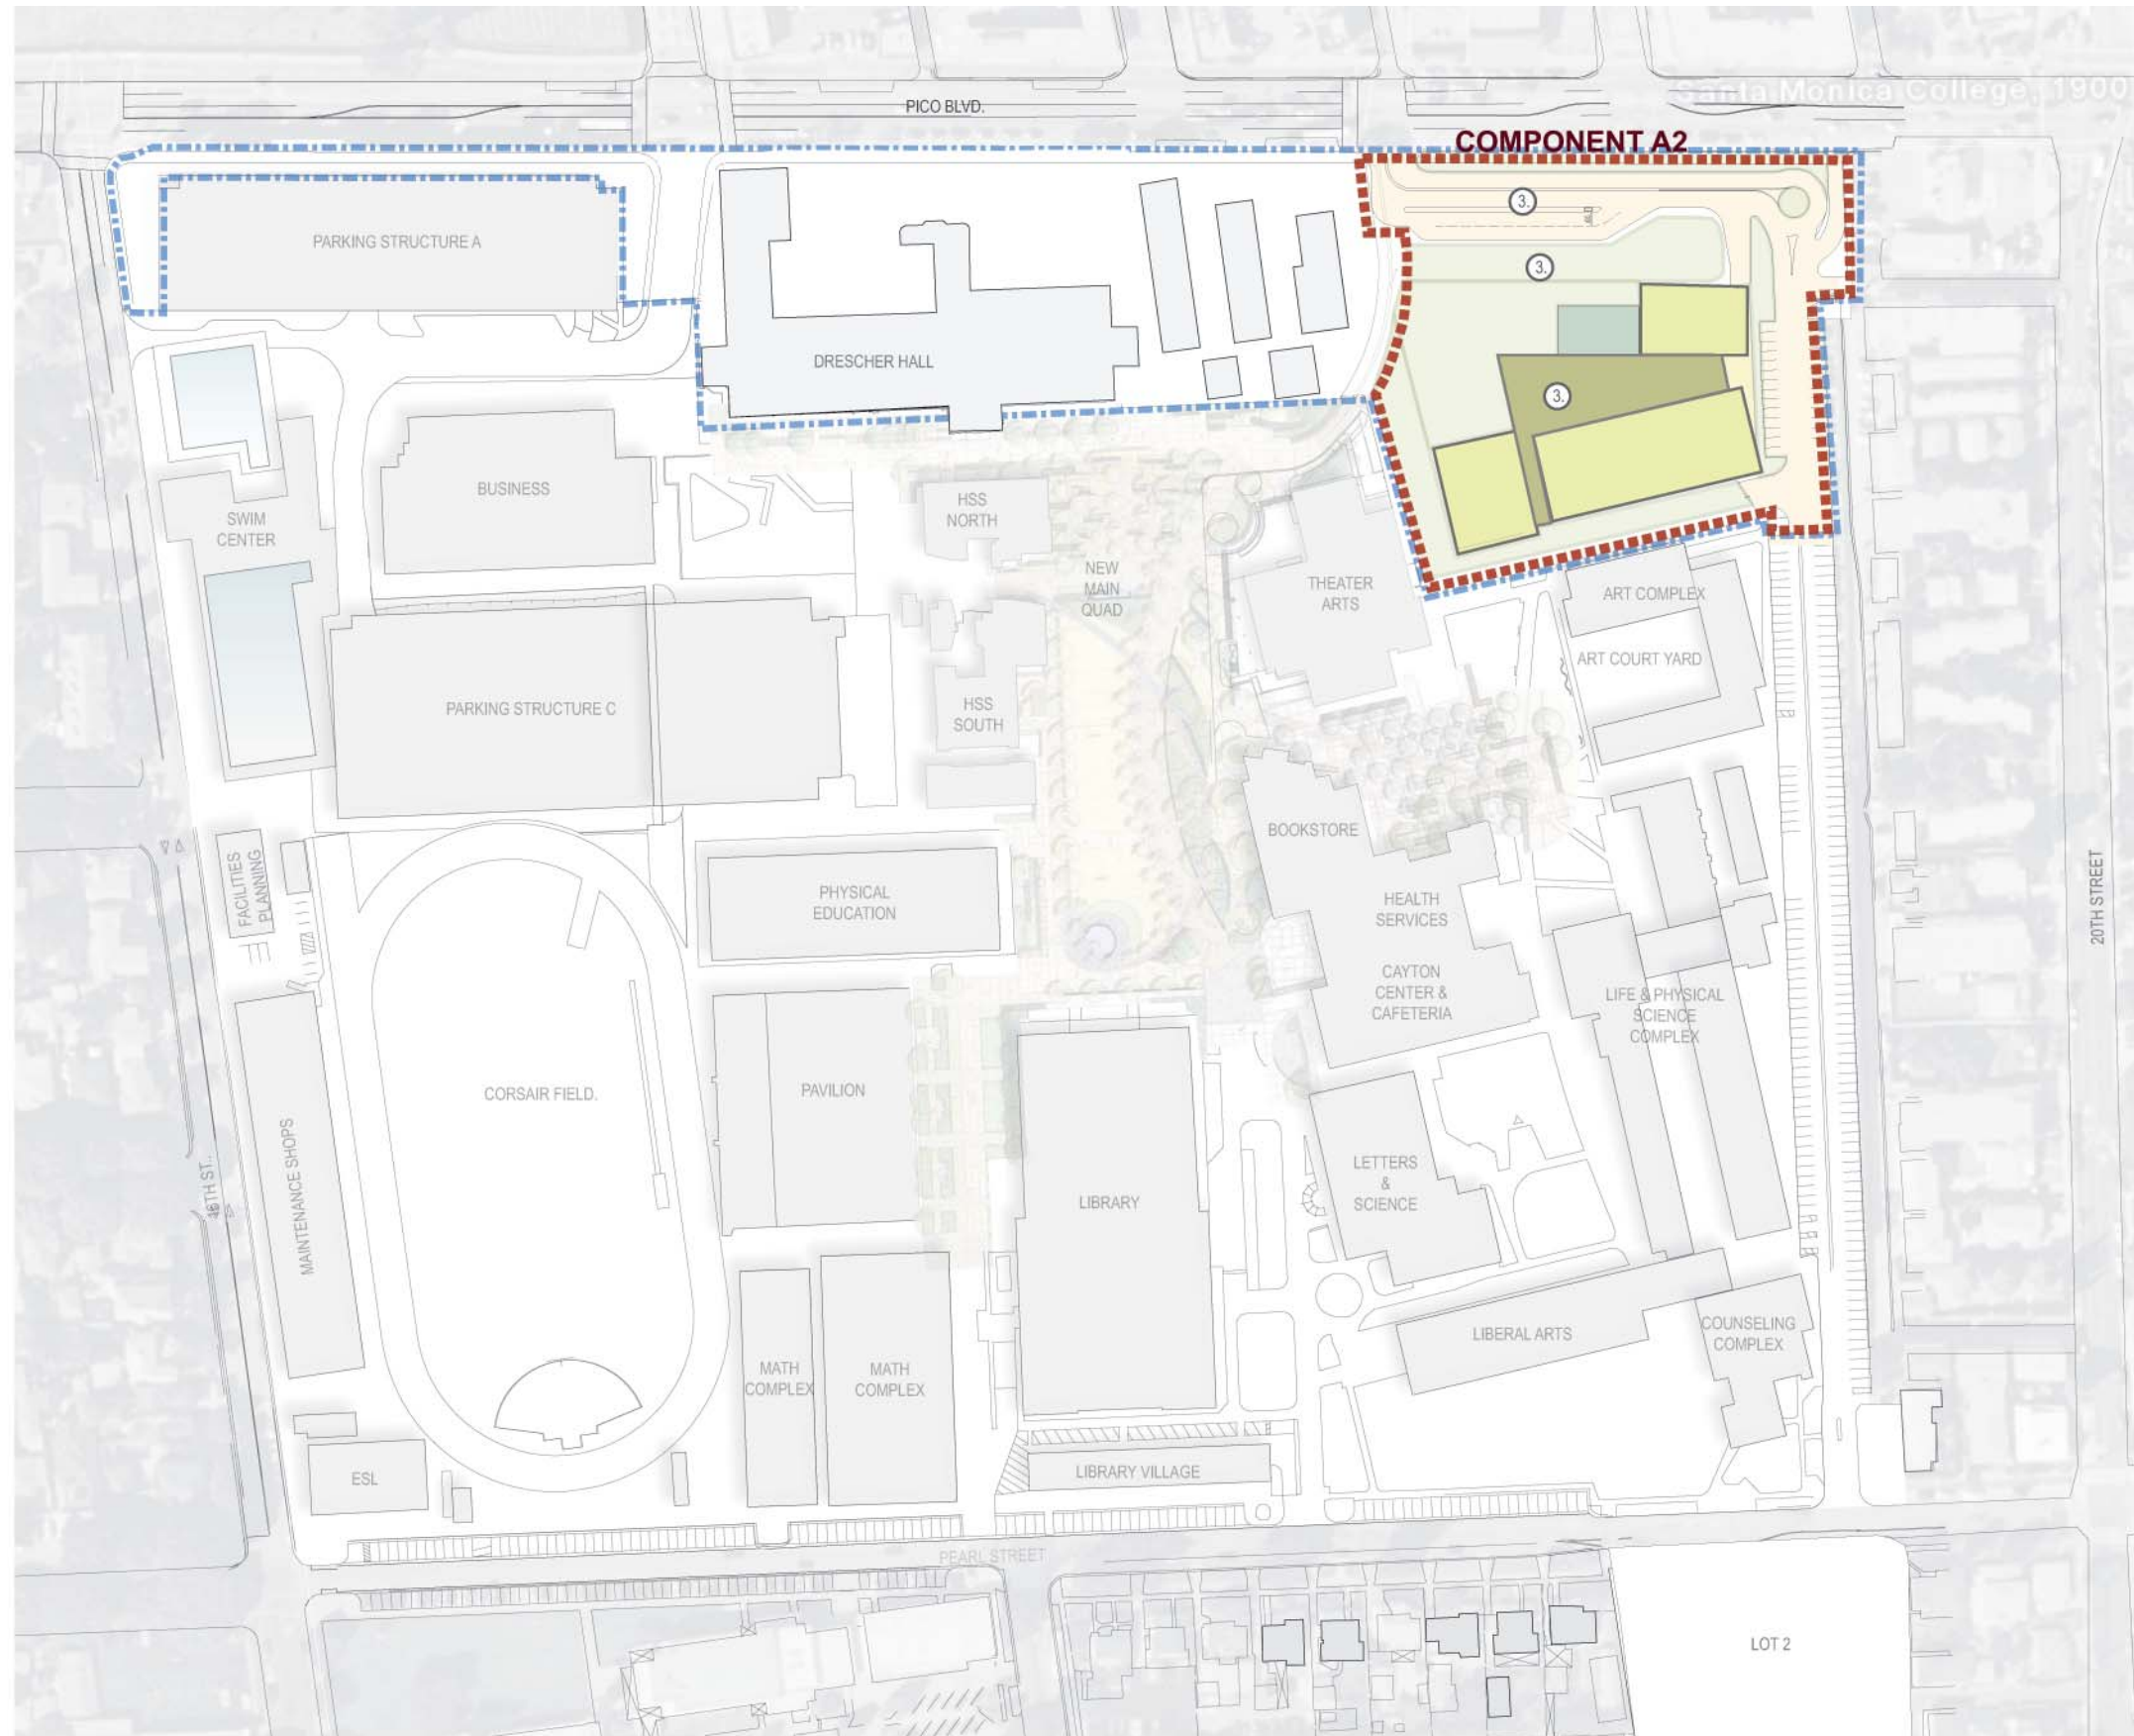 Santa Monica College, 1900
PICO BLVD.
COMPONENT A2
3.
PARKING STRUCTURE A
3.
DRESCHER HALL
3.
BUSINESS
HSS
NORTH
SWIM
CENTER
NEW
MAIN
QUAD
THEATER
ARTS
ART COMPLEX
ART COURT YARD
PARKING STRUCTURE C
HSS
SOUTH
BOOKSTORE
FACILITIES
PLANNING
PHYSICAL
EDUCATION
HEALTH
SERVICES
20TH STREET
CAYTON
CENTER &
CAFETERIA
LIFE & PHYSICAL
SCIENCE
COMPLEX
CORSAIR FIELD.
PAVILION
MAINTENANCE SHOPS
16TH ST.
LETTERS
&
SCIENCE
LIBRARY
LIBERAL ARTS
COUNSELING
COMPLEX
MATH
COMPLEX
MATH
COMPLEX
ESL
LIBRARY VILLAGE
PEARL STREET
LOT 2